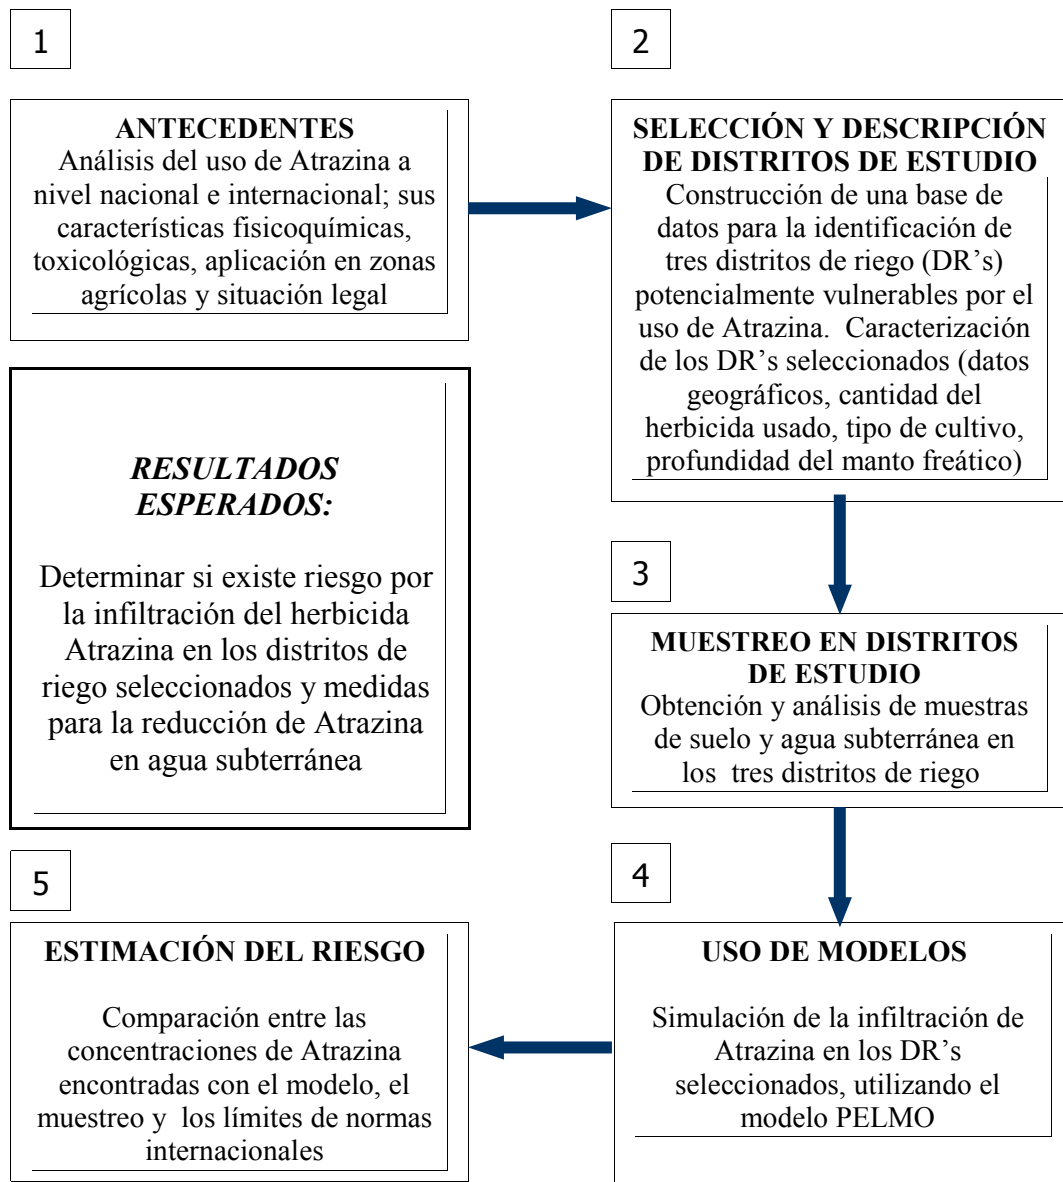 1
ANTECEDENTES
Análisis del uso de Atrazina a
nivel nacional e internacional; sus
características fisicoquímicas,
toxicológicas, aplicación en zonas
agrícolas y situación legal
2
SELECCIÓN Y DESCRIPCIÓN
DE DISTRITOS DE ESTUDIO
Construcción de una base de
datos para la identificación de
tres distritos de riego (DR’s)
potencialmente vulnerables por el
uso de Atrazina. Caracterización
de los DR’s seleccionados (datos
geográficos, cantidad del
herbicida usado, tipo de cultivo,
profundidad del manto freático)
3
MUESTREO EN DISTRITOS
DE ESTUDIO
Obtención y análisis de muestras
de suelo y agua subterránea en
los tres distritos de riego
4
USO DE MODELOS
Simulación de la infiltración de
Atrazina en los DR’s
seleccionados, utilizando el
modelo PELMO
5
ESTIMACIÓN DEL RIESGO
Comparación entre las
concentraciones de Atrazina
encontradas con el modelo, el
muestreo y los límites de normas
internacionales
RESULTADOS
ESPERADOS:
Determinar si existe riesgo por
la infiltración del herbicida
Atrazina en los distritos de
riego seleccionados y medidas
para la reducción de Atrazina
en agua subterránea